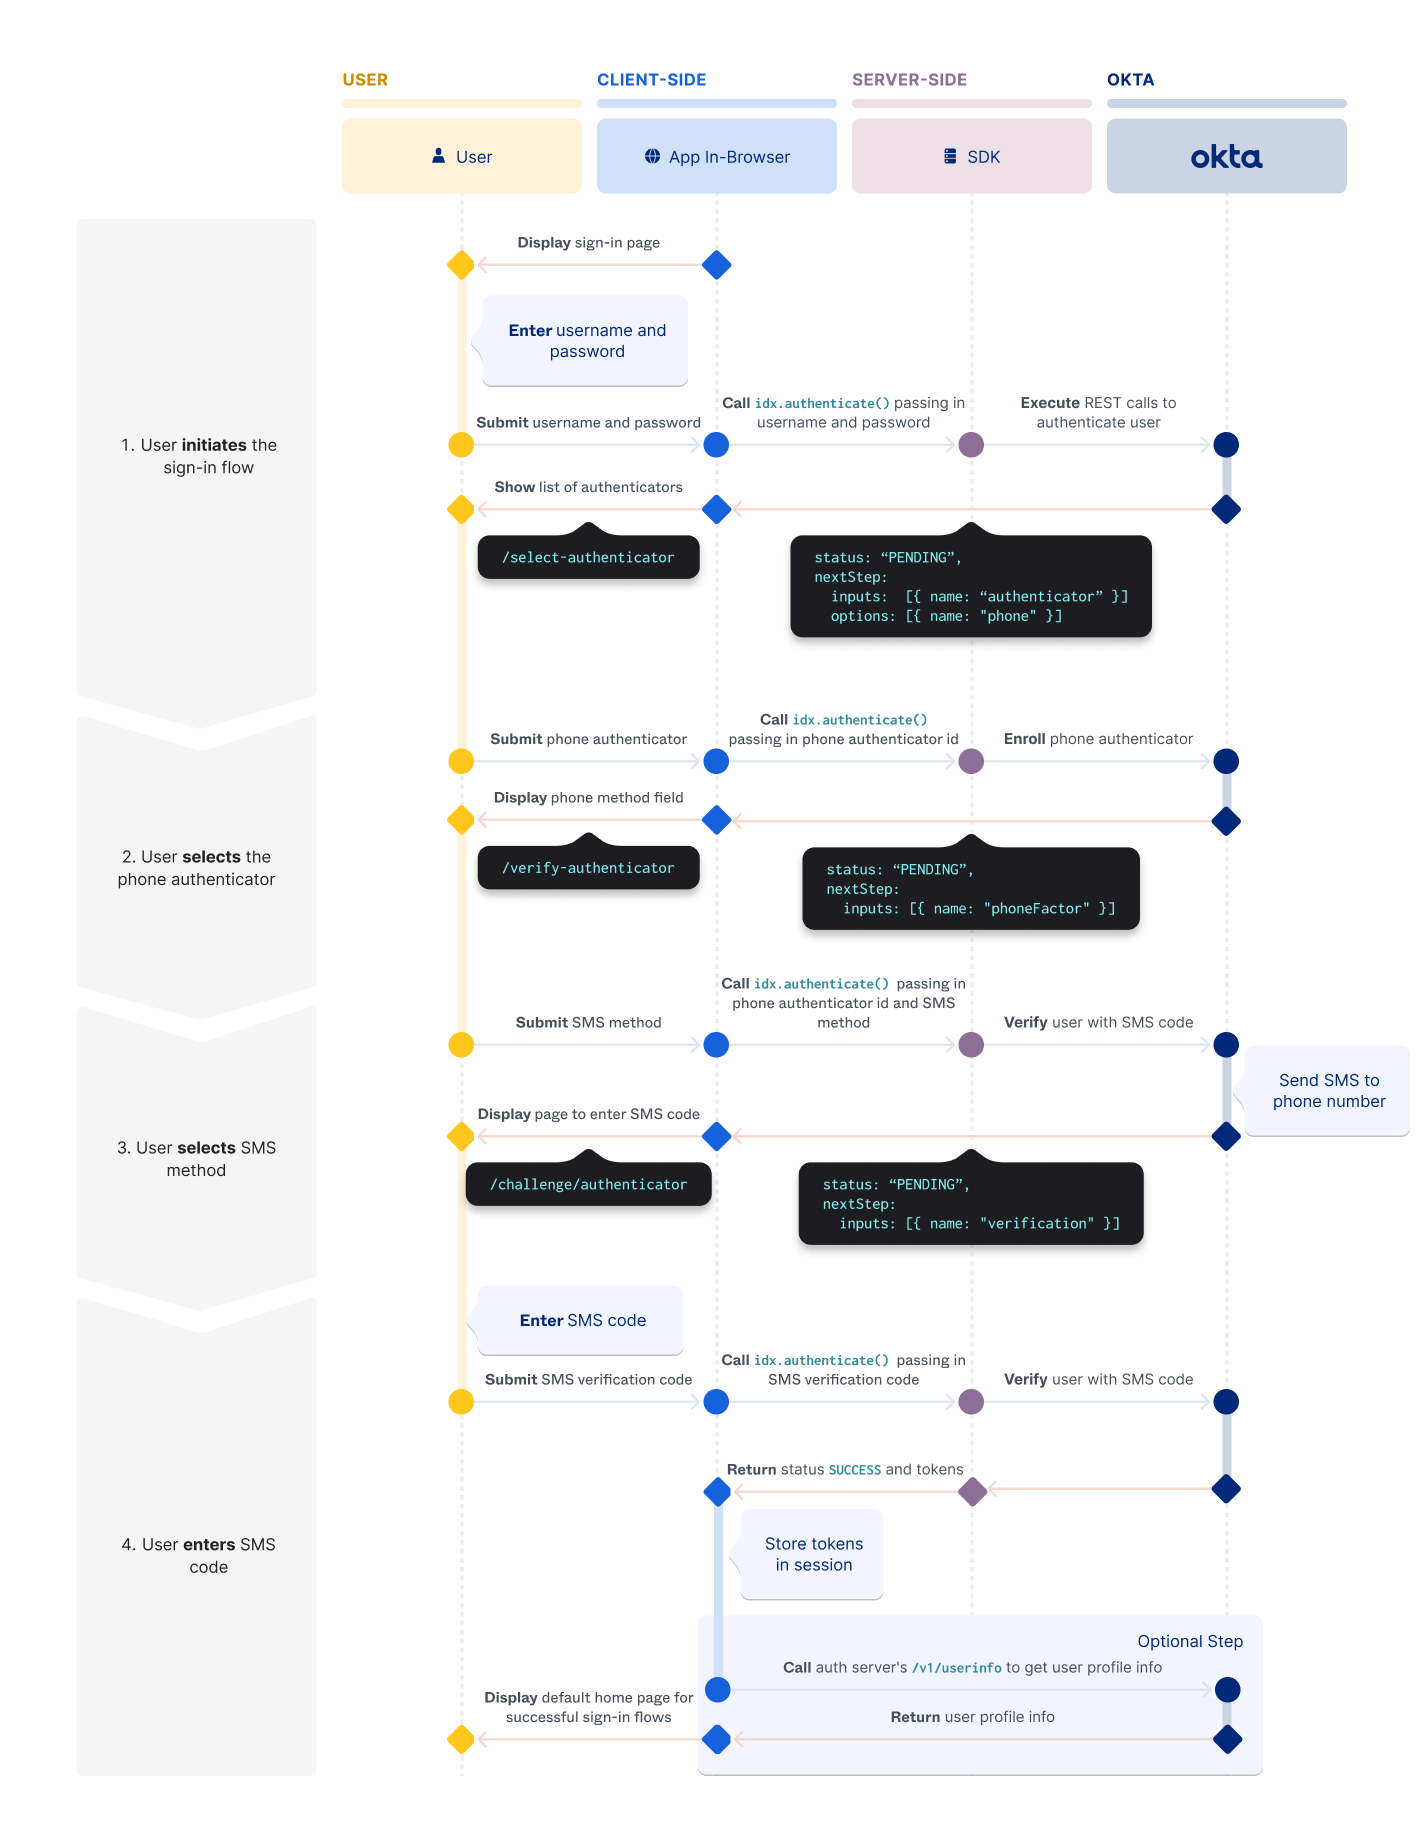 USER
CLIENT-SIDE
SERVER-SIDE
OKTA
User
App In-Browser
SDK
okta
1. User initiates the
sign-in flow
Display sign-in page
Enter username and
password
Submit username and password
Call idx.authenticate() passing in
username and password
Execute REST calls to
authenticate user
Show list of authenticators
/select-authenticator
status: “PENDING”,
nextStep:
inputs:  [{ name: “authenticator” }]
options: [{ name: "phone" }]
2. User selects the
phone authenticator
Submit phone authenticator
Call idx.authenticate()
passing in phone authenticator id
Enroll phone authenticator
Display phone method field
/verify-authenticator
status: “PENDING”,
nextStep:
inputs: [{ name: "phoneFactor" }]
3. User selects SMS
method
Submit SMS method
Call idx.authenticate() passing in
phone authenticator id and SMS
method
Verify user with SMS code
Send SMS to
phone number
Display page to enter SMS code
/challenge/authenticator
status: “PENDING”,
nextStep:
inputs: [{ name: "verification" }]
4. User enters SMS
code
Enter SMS code
Submit SMS verification code
Call idx.authenticate() passing in
SMS verification code
Verify user with SMS code
Return status SUCCESS and tokens
Store tokens
in session
Optional Step
Call auth server's /v1/userinfo to get user profile info
Display default home page for
successful sign-in flows
Return user profile info